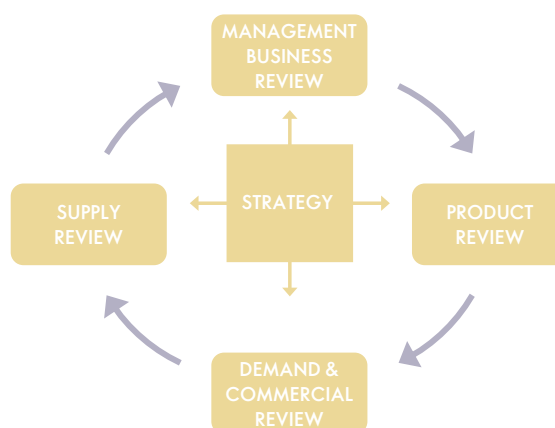 MANAGEMENT
BUSINESS
REVIEW
STRATEGY
SUPPLY
REVIEW
PRODUCT
REVIEW
DEMAND &
COMMERCIAL
REVIEW